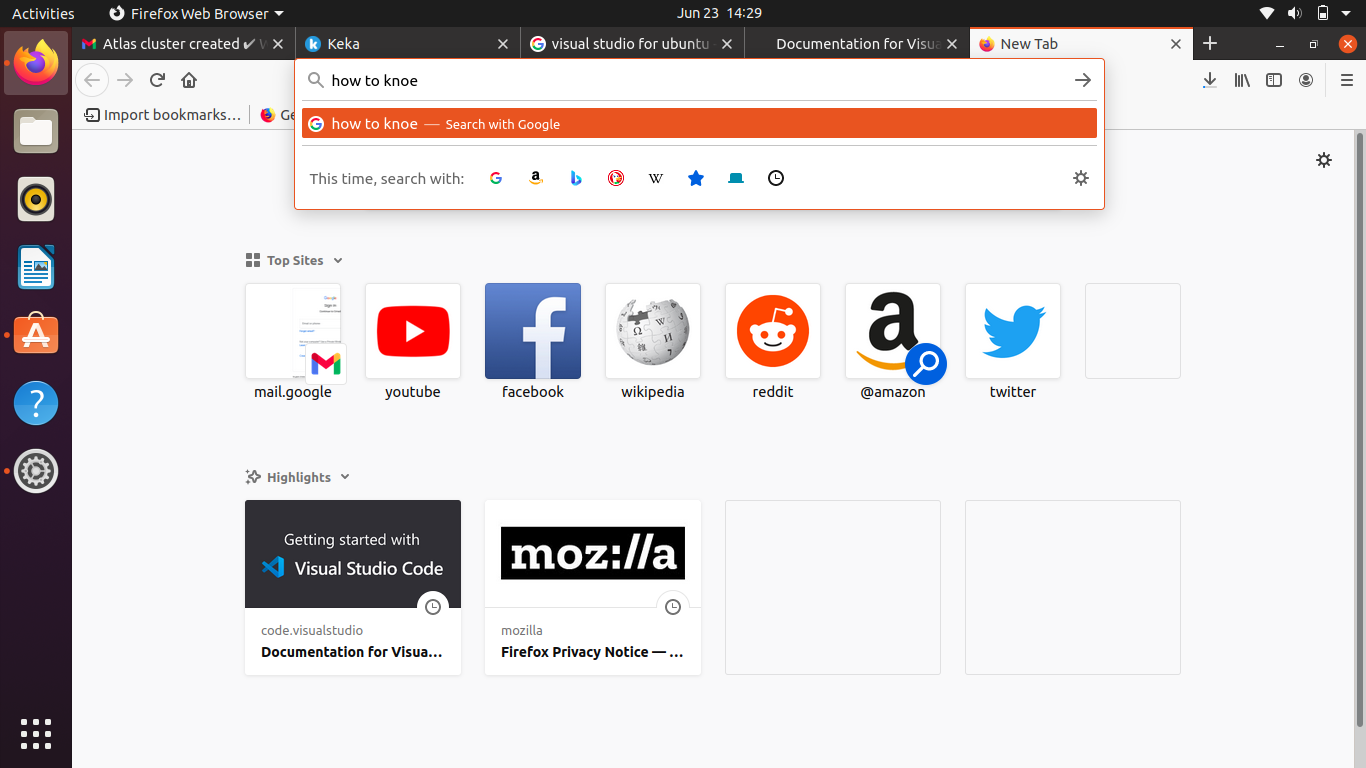 Activities
Firefox Web Browser
Jun 23 14:29
Atlas cluster created ✔
Keka
visual studio for ubuntu
Documentation for Visua
New Tab
how to knoe
Import bookmarks…
Ge
how to knoe — Search with Google
This time, search with:
Top Sites
mail.google
youtube
facebook
wikipedia
reddit
@amazon
twitter
Highlights
Getting started with
Visual Studio Code
moz://a
code.visualstudio
mozilla
Documentation for Visua…
Firefox Privacy Notice — …